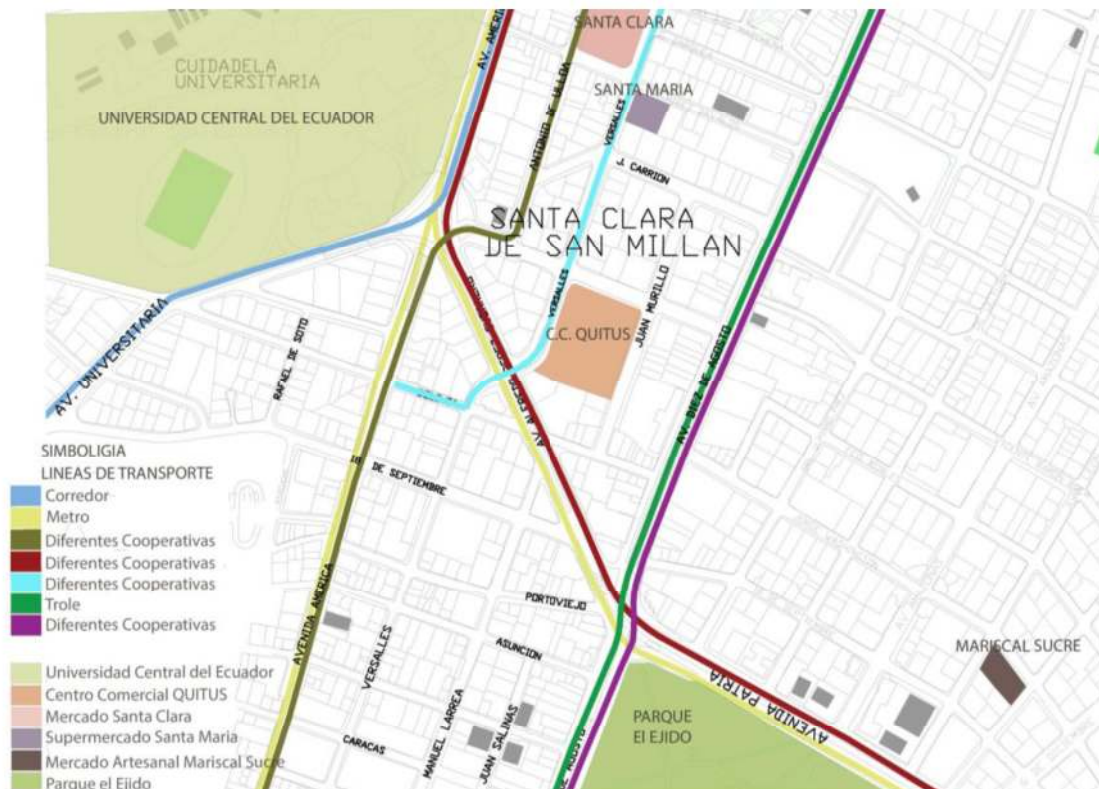 SANTA CLARA
AV. AMERI
CUIDADELA
UNIVERSITARIA
ANTONIO DE ULLOA
SANTA MARIA
UNIVERSIDAD CENTRAL DEL ECUADOR
VERSALLES
J. CARRION
SANTA CLARA
DE SAN MILLAN
VERSALLES
JUAN MURILLO
C.C. QUITUS
AV. UNIVERSITARIA
RAFAEL DE SOTO
AV. DIEZ DE AGOSTO
18 DE SEPTIEMBRE
SIMBOLIGIA
LINEAS DE TRANSPORTE
Corredor
Metro
Diferentes Cooperativas
Diferentes Cooperativas
Diferentes Cooperativas
Trole
Diferentes Cooperativas
AVENIDA AMERICA
PORTOVIEJO
ASUNCION
VERSALLES
MARISCAL SUCRE
Universidad Central del Ecuador
Centro Comercial QUITUS
Mercado Santa Clara
Supermercado Santa Maria
Mercado Artesanal Mariscal Sucre
Parque el Ejido
CARACAS
MANUEL LARREA
JUAN SALINAS
AGOSTO
PARQUE
El EJIDO
AVENIDA PATRIA